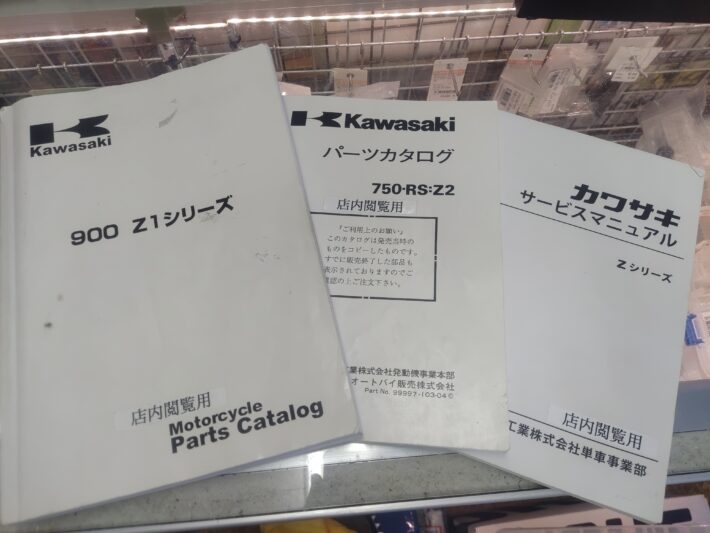 Kawasaki
900 Z1シリーズ
店内閲覧用
Motorcycle
Parts Catalog
Kawasaki
パーツカタログ
750・RS:Z2
店内閲覧用
『ご利用上のお願い』
このカタログは発売当時の
ものをコピーしたものです。
すでに販売終了した部品も
表示されておりますのでご
確認の上ご注文下さい。
工業株式会社発動機事業本部
オートバイ販売株式会社
Part No. 99997-103-04
カワサキ
サービスマニュアル
Zシリーズ
店内閲覧用
工業株式会社単車事業部